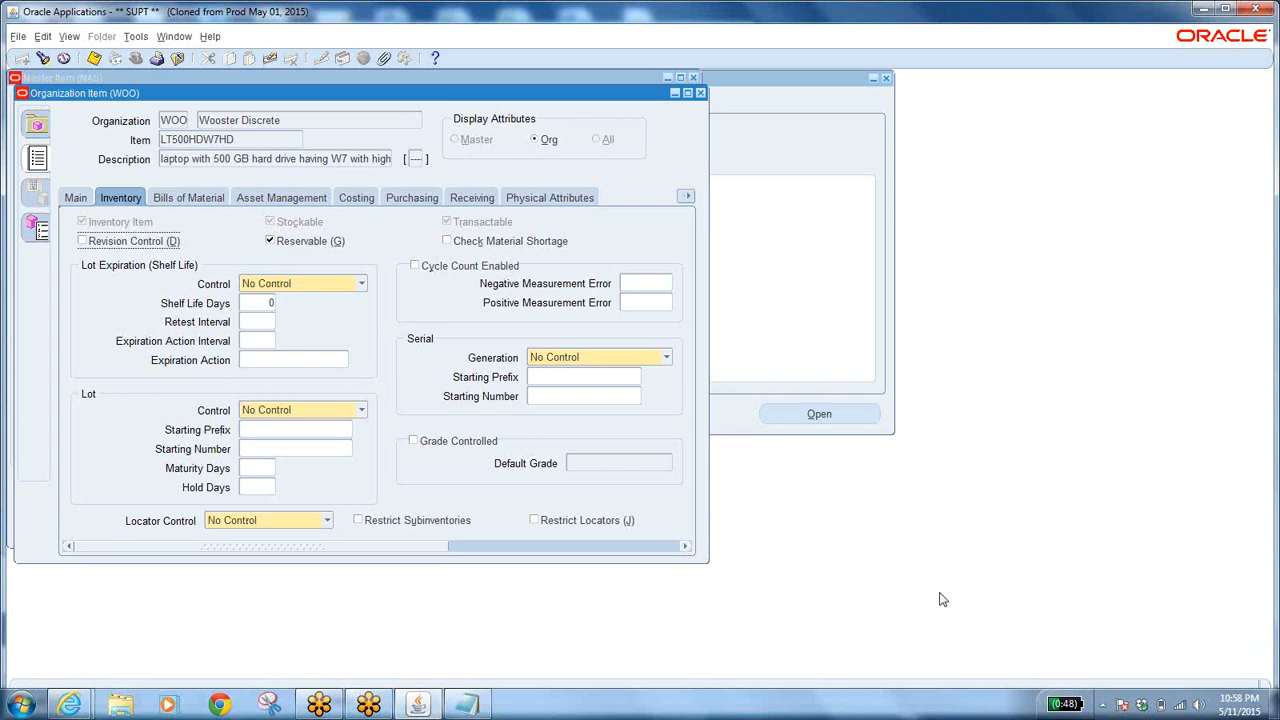 Oracle Applications - ** SUPT ** (Cloned from Prod May 01, 2015)
File Edit View Folder Tools Window Help
ORACLE
Master Item (NAS)
Organization Item (WOO)
Organization WOO Wooster Discrete
Item LT500HDW7HD
Description laptop with 500 GB hard drive having W7 with high [ ---- ]
Display Attributes
Master Org All
Main Inventory Bills of Material Asset Management Costing Purchasing Receiving Physical Attributes
Inventory Item Stockable Transactable
Revision Control (D) Reservable (G) Check Material Shortage
Lot Expiration (Shelf Life)
Control No Control
Shelf Life Days 0
Retest Interval
Expiration Action Interval
Expiration Action
Cycle Count Enabled
Negative Measurement Error
Positive Measurement Error
Serial
Generation No Control
Starting Prefix
Starting Number
Lot
Control No Control
Starting Prefix
Starting Number
Maturity Days
Hold Days
Grade Controlled
Default Grade
Locator Control No Control Restrict Subinventories Restrict Locators (J)
Open
(0:48)
10:58 PM
5/11/2015